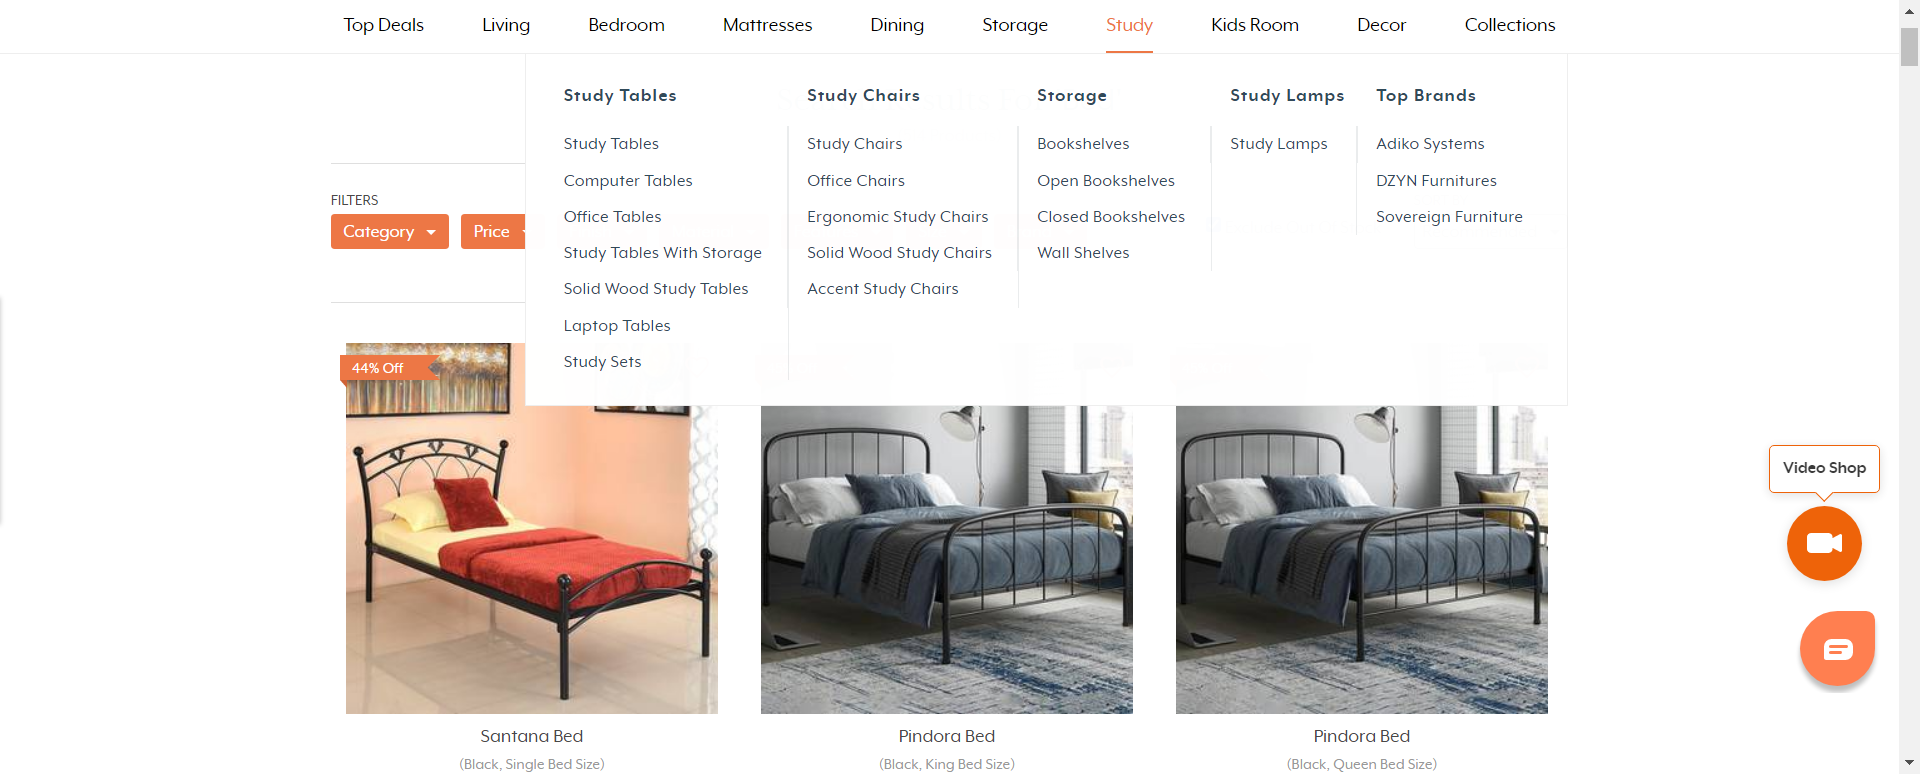 Top Deals Living Bedroom Mattresses Dining Storage Study Kids Room Decor Collections
Study Tables
Study Tables
Computer Tables
Office Tables
Study Tables With Storage
Solid Wood Study Tables
Laptop Tables
Study Sets
Study Chairs
Study Chairs
Office Chairs
Ergonomic Study Chairs
Solid Wood Study Chairs
Accent Study Chairs
Storage
Bookshelves
Open Bookshelves
Closed Bookshelves
Wall Shelves
Study Lamps
Study Lamps
Top Brands
Adiko Systems
DZYN Furnitures
Sovereign Furniture
FILTERS
Category Price
44% Off
Santana Bed
(Black, Single Bed Size)
Pindora Bed
(Black, King Bed Size)
Pindora Bed
(Black, Queen Bed Size)
Video Shop